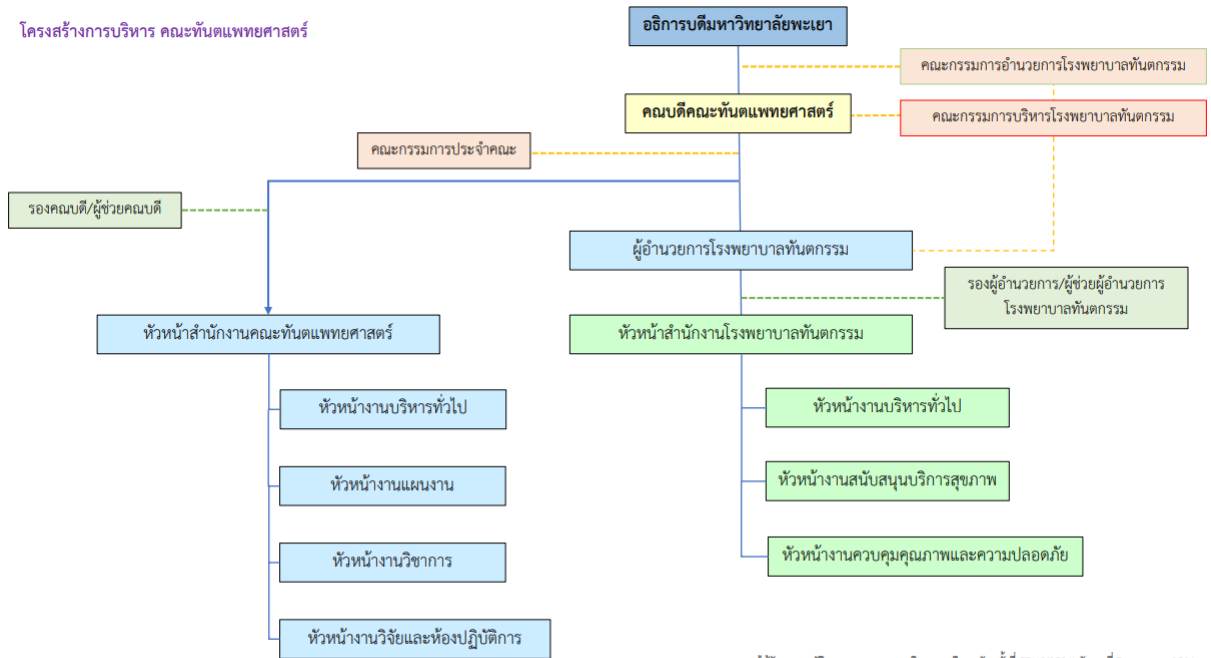 โครงสร้างการบริหาร คณะทันตแพทยศาสตร์
อธิการบดีมหาวิทยาลัยพะเยา
คณะกรรมการอำนวยการโรงพยาบาลทันตกรรม
คณบดีคณะทันตแพทยศาสตร์
คณะกรรมการบริหารโรงพยาบาลทันตกรรม
คณะกรรมการประจำคณะ
รองคณบดี/ผู้ช่วยคณบดี
ผู้อำนวยการโรงพยาบาลทันตกรรม
รองผู้อำนวยการ/ผู้ช่วยผู้อำนวยการ
โรงพยาบาลทันตกรรม
หัวหน้าสำนักงานคณะทันตแพทยศาสตร์
หัวหน้าสำนักงานโรงพยาบาลทันตกรรม
หัวหน้างานบริหารทั่วไป
หัวหน้างานบริหารทั่วไป
หัวหน้างานแผนงาน
หัวหน้างานสนับสนุนบริการสุขภาพ
หัวหน้างานวิชาการ
หัวหน้างานควบคุมคุณภาพและความปลอดภัย
หัวหน้างานวิจัยและห้องปฏิบัติการ